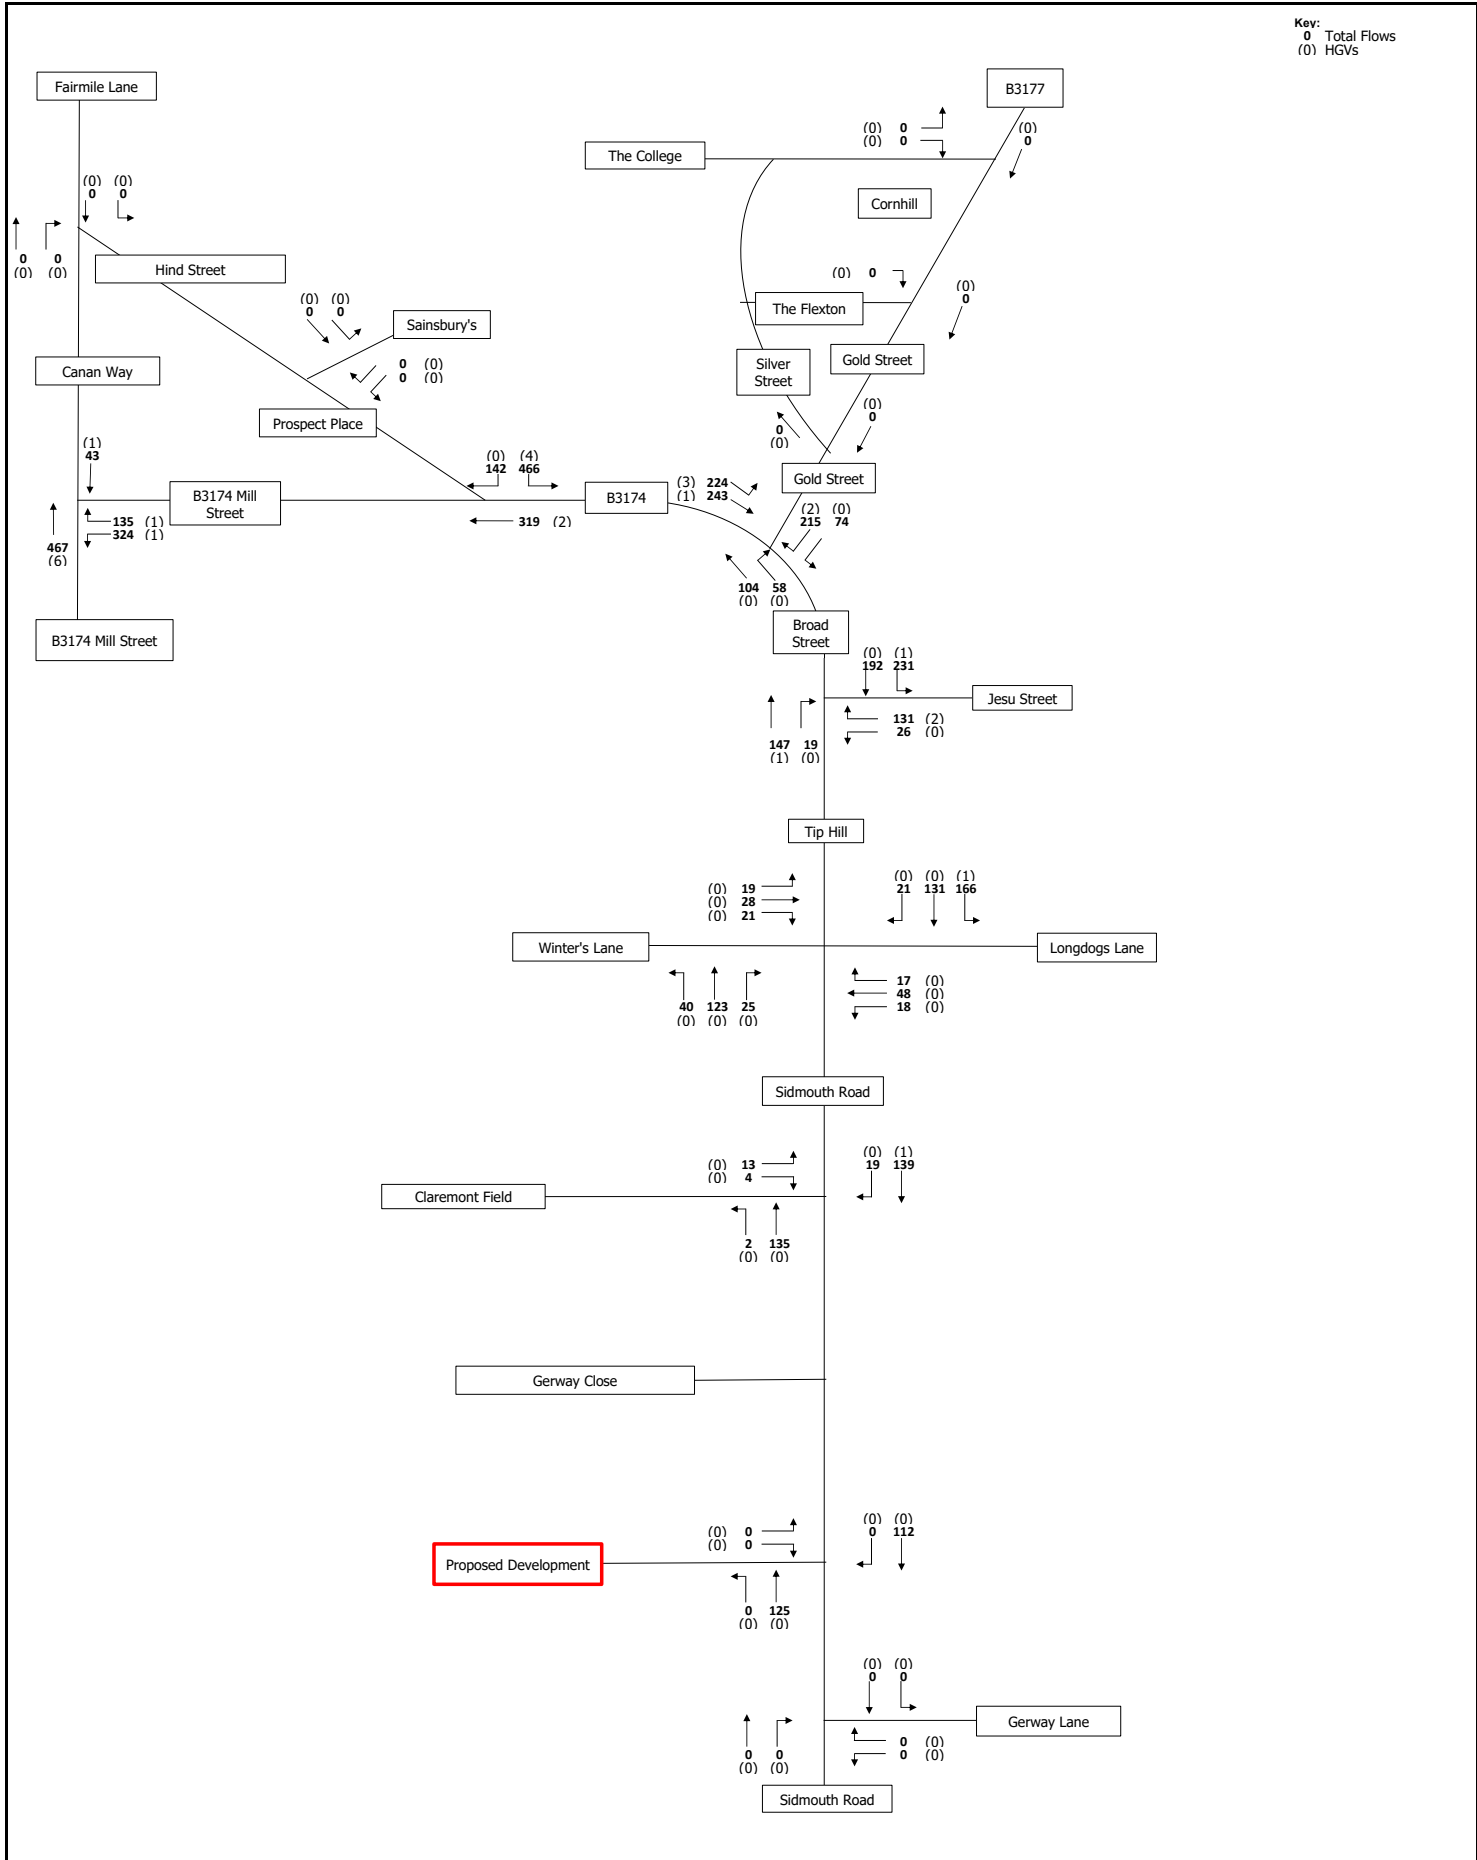 Key:
0 Total Flows
(0) HGVs
Fairmile Lane
B3177
(0) 0
(0) 0
(0)
0
The College
Cornhill
(0) (0)
0 0
0 0
(0) (0)
Hind Street
(0) 0
(0)
0
The Flexton
(0) (0)
0 0
Sainsbury's
0 (0)
0 (0)
Silver
Street
Gold Street
Canan Way
Prospect Place
(0)
0
0
(0)
(1)
43
(0) (4)
142 466
Gold Street
B3174 Mill
Street
B3174
(3) 224
(1) 243
135 (1)
324 (1)
319 (2)
(2) (0)
215 74
467
(6)
104 58
(0) (0)
B3174 Mill Street
Broad
Street
(0) (1)
192 231
Jesu Street
131 (2)
26 (0)
147 19
(1) (0)
Tip Hill
(0) 19
(0) 28
(0) 21
(0) (0) (1)
21 131 166
Winter's Lane
Longdogs Lane
40 123 25
(0) (0) (0)
17 (0)
48 (0)
18 (0)
Sidmouth Road
(0) 13
(0) 4
(0) (1)
19 139
Claremont Field
2 135
(0) (0)
Gerway Close
(0) 0
(0) 0
(0) (0)
0 112
Proposed Development
0 125
(0) (0)
(0) (0)
0 0
Gerway Lane
0 0
(0) (0)
0 (0)
0 (0)
Sidmouth Road